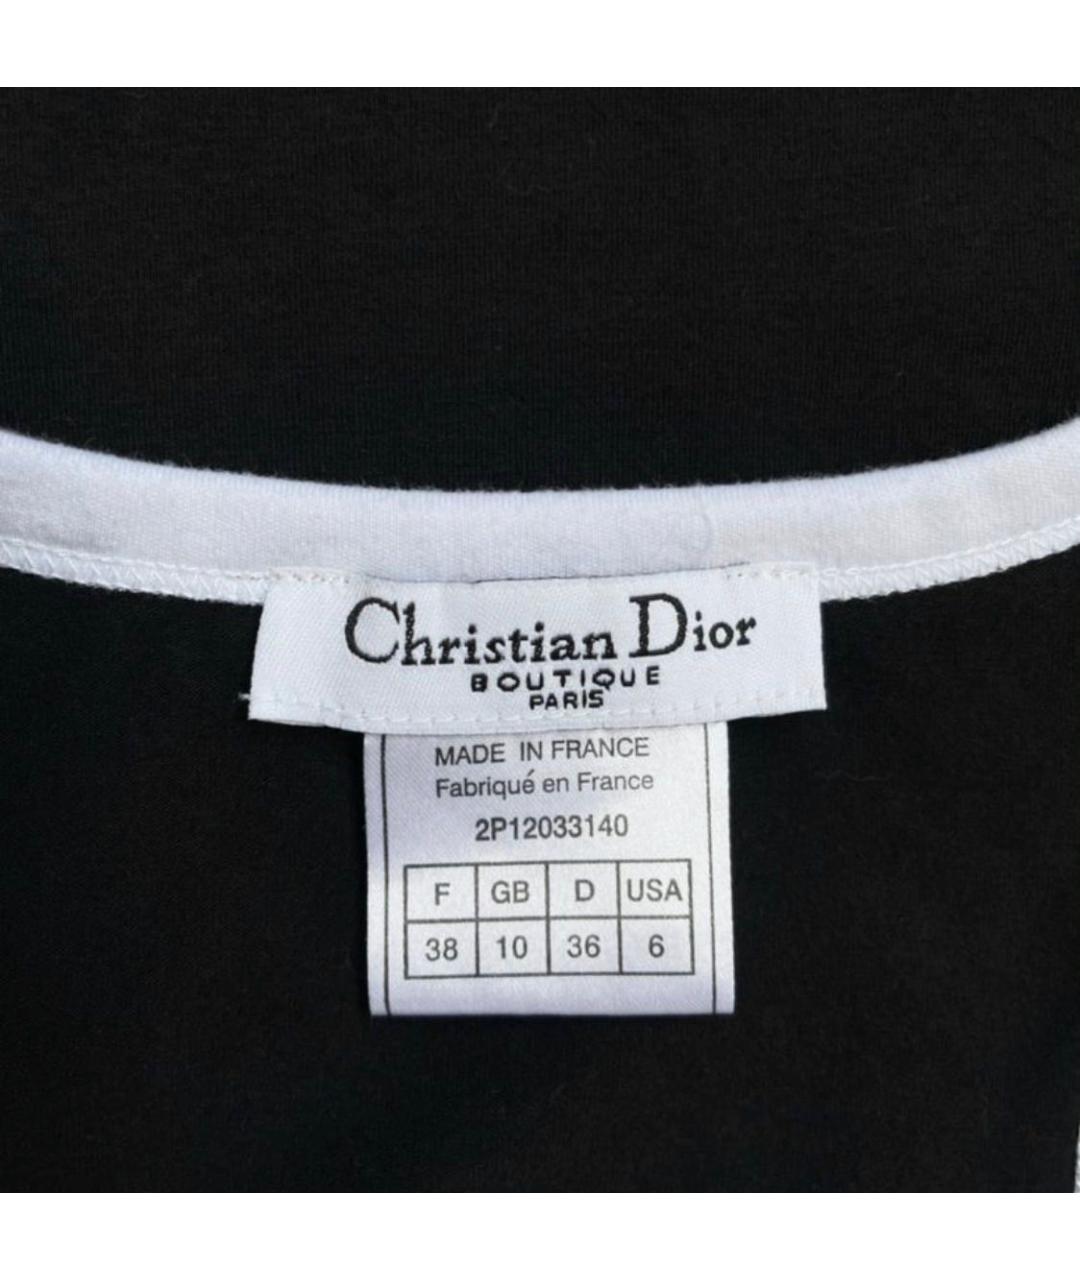 Christian Dior
BOUTIQUE
PARIS
MADE IN FRANCE
Fabriqué en France
2P12033140
F GB D USA
38 10 36 6